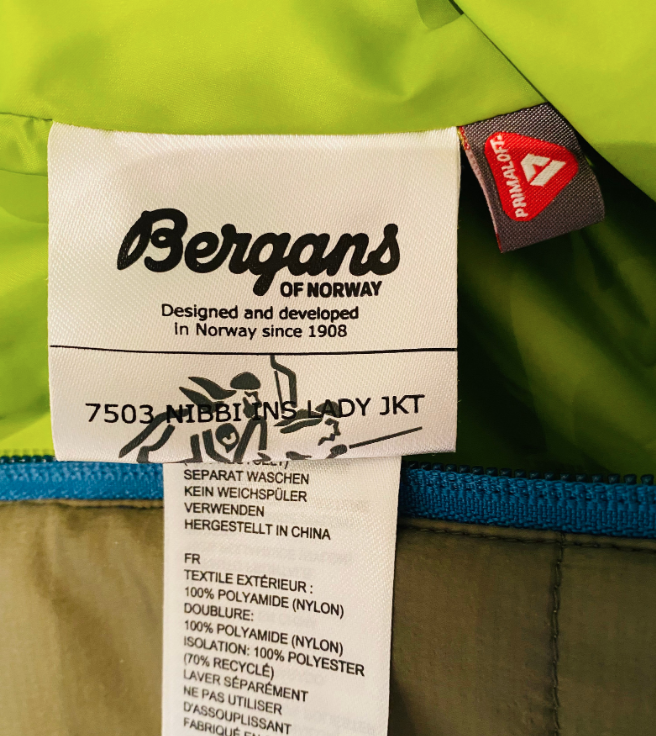 Bergans
OF NORWAY
Designed and developed
in Norway since 1908
7503 NIBBI INS LADY JKT
PRIMALOFT
SEPARAT WASCHEN
KEIN WEICHSPÜLER
VERWENDEN
HERGESTELLT IN CHINA
FR
TEXTILE EXTÉRIEUR :
100% POLYAMIDE (NYLON)
DOUBLURE:
100% POLYAMIDE (NYLON)
ISOLATION: 100% POLYESTER
(70% RECYCLÉ)
LAVER SÉPARÉMENT
NE PAS UTILISER
D'ASSOUPLISSANT
FABRIQUÉ EN